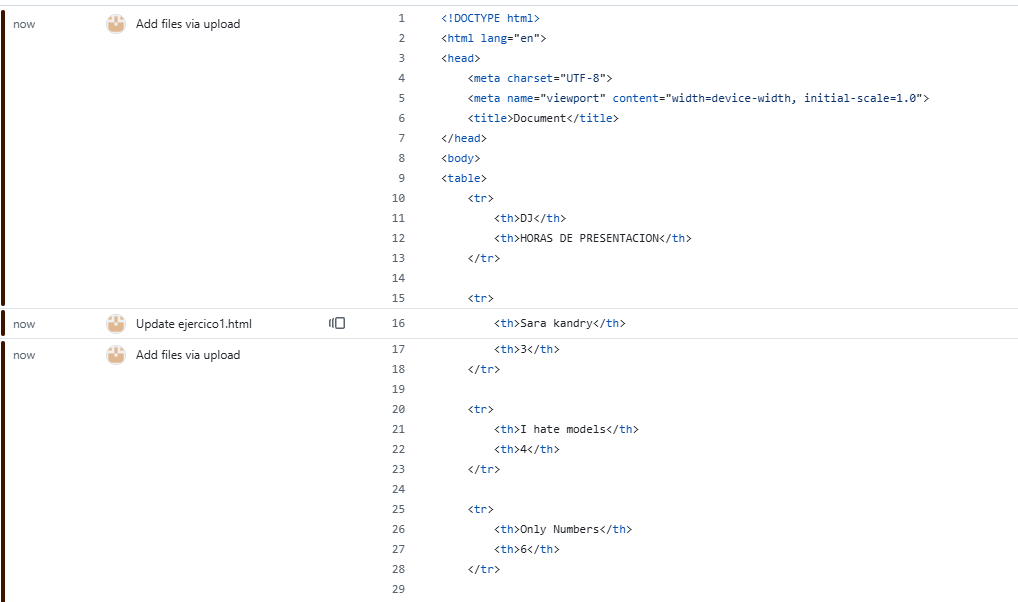 now Add files via upload 1 <!DOCTYPE html>
2 <html lang="en">
3 <head>
4 <meta charset="UTF-8">
5 <meta name="viewport" content="width=device-width, initial-scale=1.0">
6 <title>Document</title>
7 </head>
8 <body>
9 <table>
10 <tr>
11 <th>DJ</th>
12 <th>HORAS DE PRESENTACION</th>
13 </tr>
14
15 <tr>
now Update ejercico1.html 16 <th>Sara kandry</th>
now Add files via upload 17 <th>3</th>
18 </tr>
19
20 <tr>
21 <th>I hate models</th>
22 <th>4</th>
23 </tr>
24
25 <tr>
26 <th>Only Numbers</th>
27 <th>6</th>
28 </tr>
29